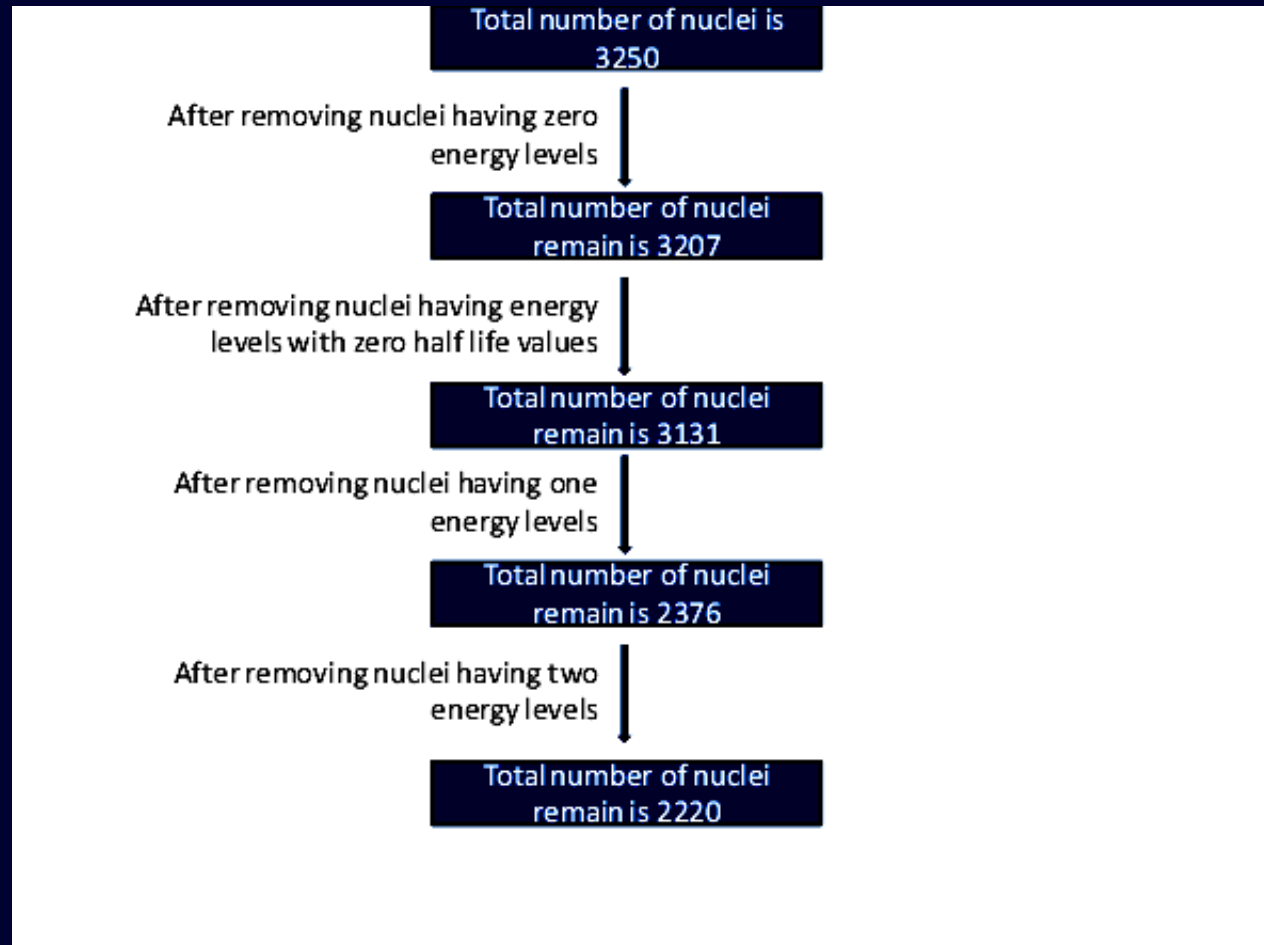 Total number of nuclei is
3250
After removing nuclei having zero
energy levels
Total number of nuclei
remain is 3207
After removing nuclei having energy
levels with zero half life values
Total number of nuclei
remain is 3131
After removing nuclei having one
energy levels
Total number of nuclei
remain is 2376
After removing nuclei having two
energy levels
Total number of nuclei
remain is 2220